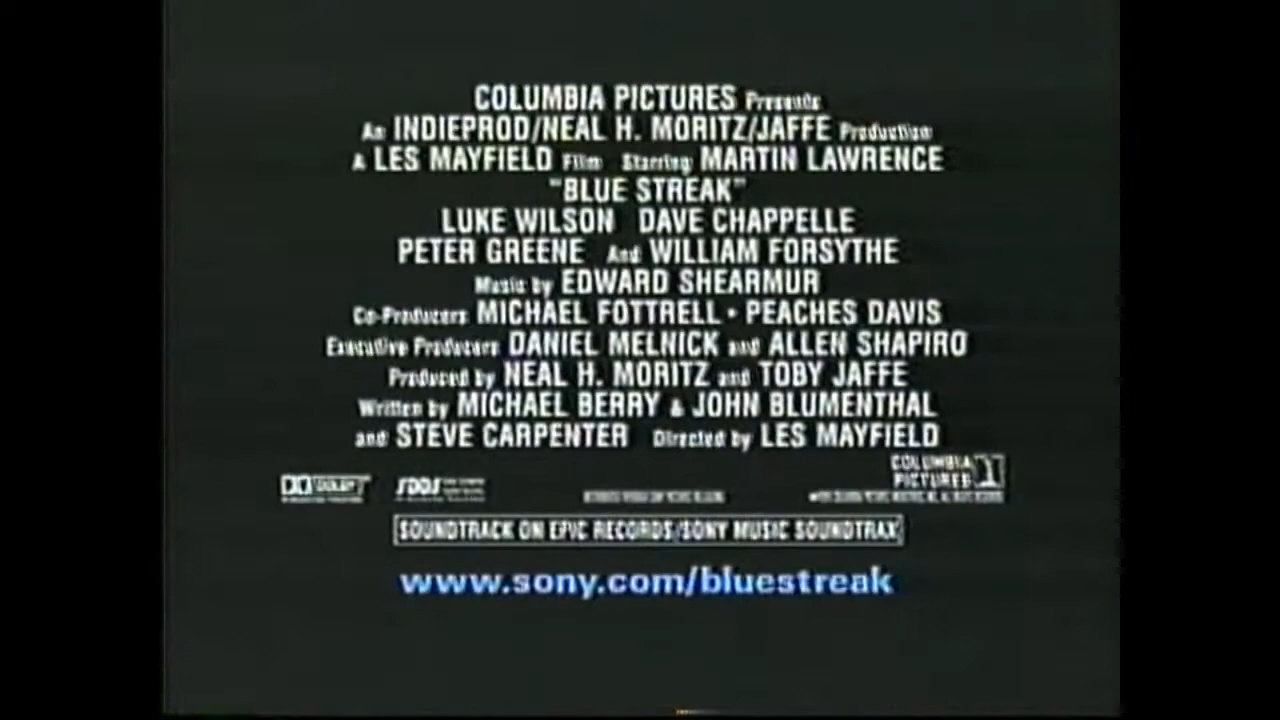 COLUMBIA PICTURES Presents
An INDIEPROD/NEAL H. MORITZ/JAFFE Production
A LES MAYFIELD Film Starring MARTIN LAWRENCE
"BLUE STREAK"
LUKE WILSON DAVE CHAPPELLE
PETER GREENE And WILLIAM FORSYTHE
Music by EDWARD SHEARMUR
Co-Producers MICHAEL FOTTRELL • PEACHES DAVIS
Executive Producers DANIEL MELNICK and ALLEN SHAPIRO
Produced by NEAL H. MORITZ and TOBY JAFFE
Written by MICHAEL BERRY & JOHN BLUMENTHAL
and STEVE CARPENTER Directed by LES MAYFIELD
DOLBY SDDS COLUMBIA
PICTURES
SOUNDTRACK ON EPIC RECORDS/SONY MUSIC SOUNDTRAX
www.sony.com/bluestreak